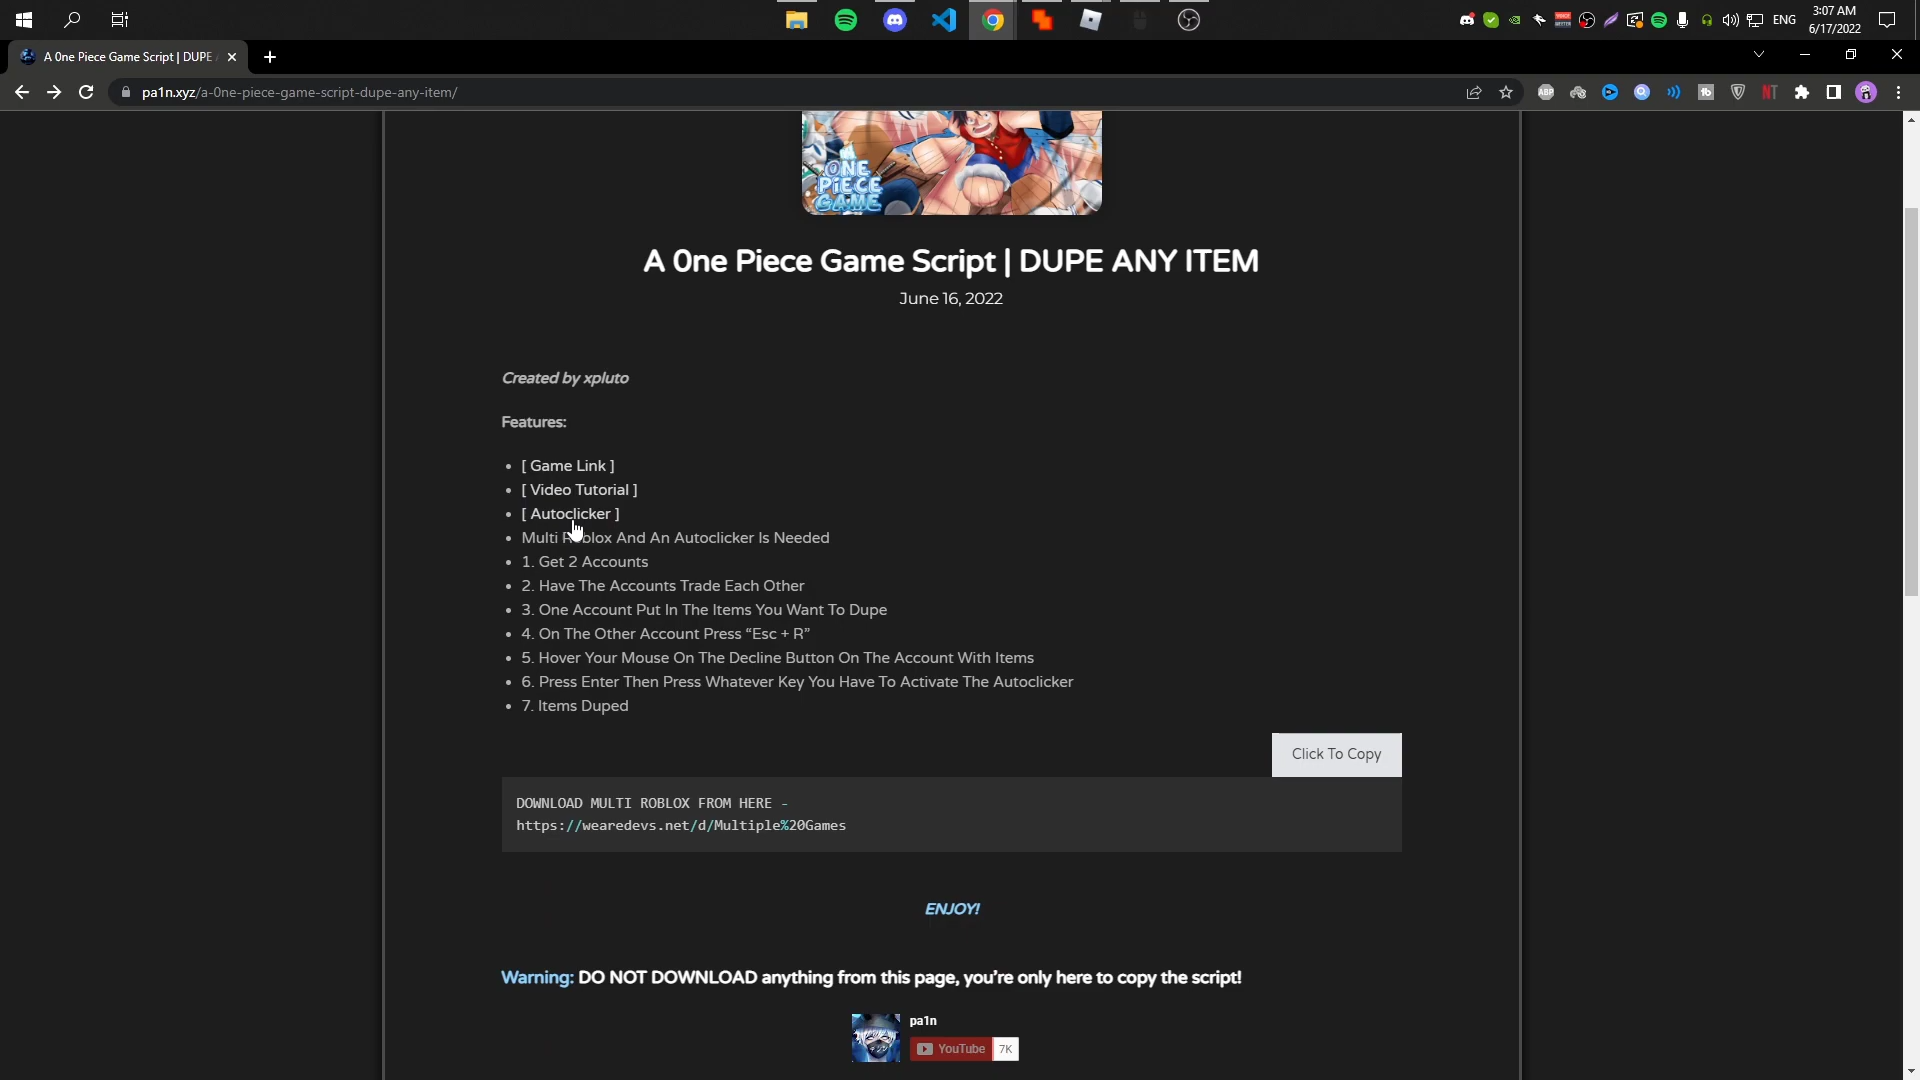 ENG
3:07 AM
6/17/2022
A 0ne Piece Game Script | DUPE
pa1n.xyz/a-0ne-piece-game-script-dupe-any-item/
ABP
NT
ONE
PIECE
GAME
A 0ne Piece Game Script | DUPE ANY ITEM
June 16, 2022
Created by xpluto
Features:
• [ Game Link ]
• [ Video Tutorial ]
• [ Autoclicker ]
• Multi Roblox And An Autoclicker Is Needed
• 1. Get 2 Accounts
• 2. Have The Accounts Trade Each Other
• 3. One Account Put In The Items You Want To Dupe
• 4. On The Other Account Press “Esc + R”
• 5. Hover Your Mouse On The Decline Button On The Account With Items
• 6. Press Enter Then Press Whatever Key You Have To Activate The Autoclicker
• 7. Items Duped
Click To Copy
DOWNLOAD MULTI ROBLOX FROM HERE -
https://wearedevs.net/d/Multiple%20Games
ENJOY!
Warning: DO NOT DOWNLOAD anything from this page, you’re only here to copy the script!
pa1n
YouTube 7K